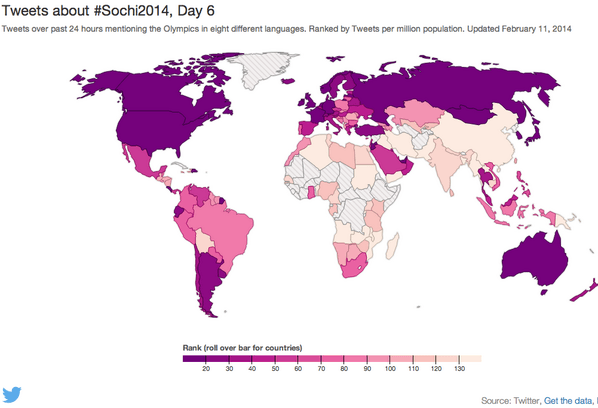 Tweets about #Sochi2014, Day 6
Tweets over past 24 hours mentioning the Olympics in eight different languages. Ranked by Tweets per million population. Updated February 11, 2014
Rank (roll over bar for countries)
20 30 40 50 60 70 80 90 100 110 120 130
Source: Twitter, Get the data,